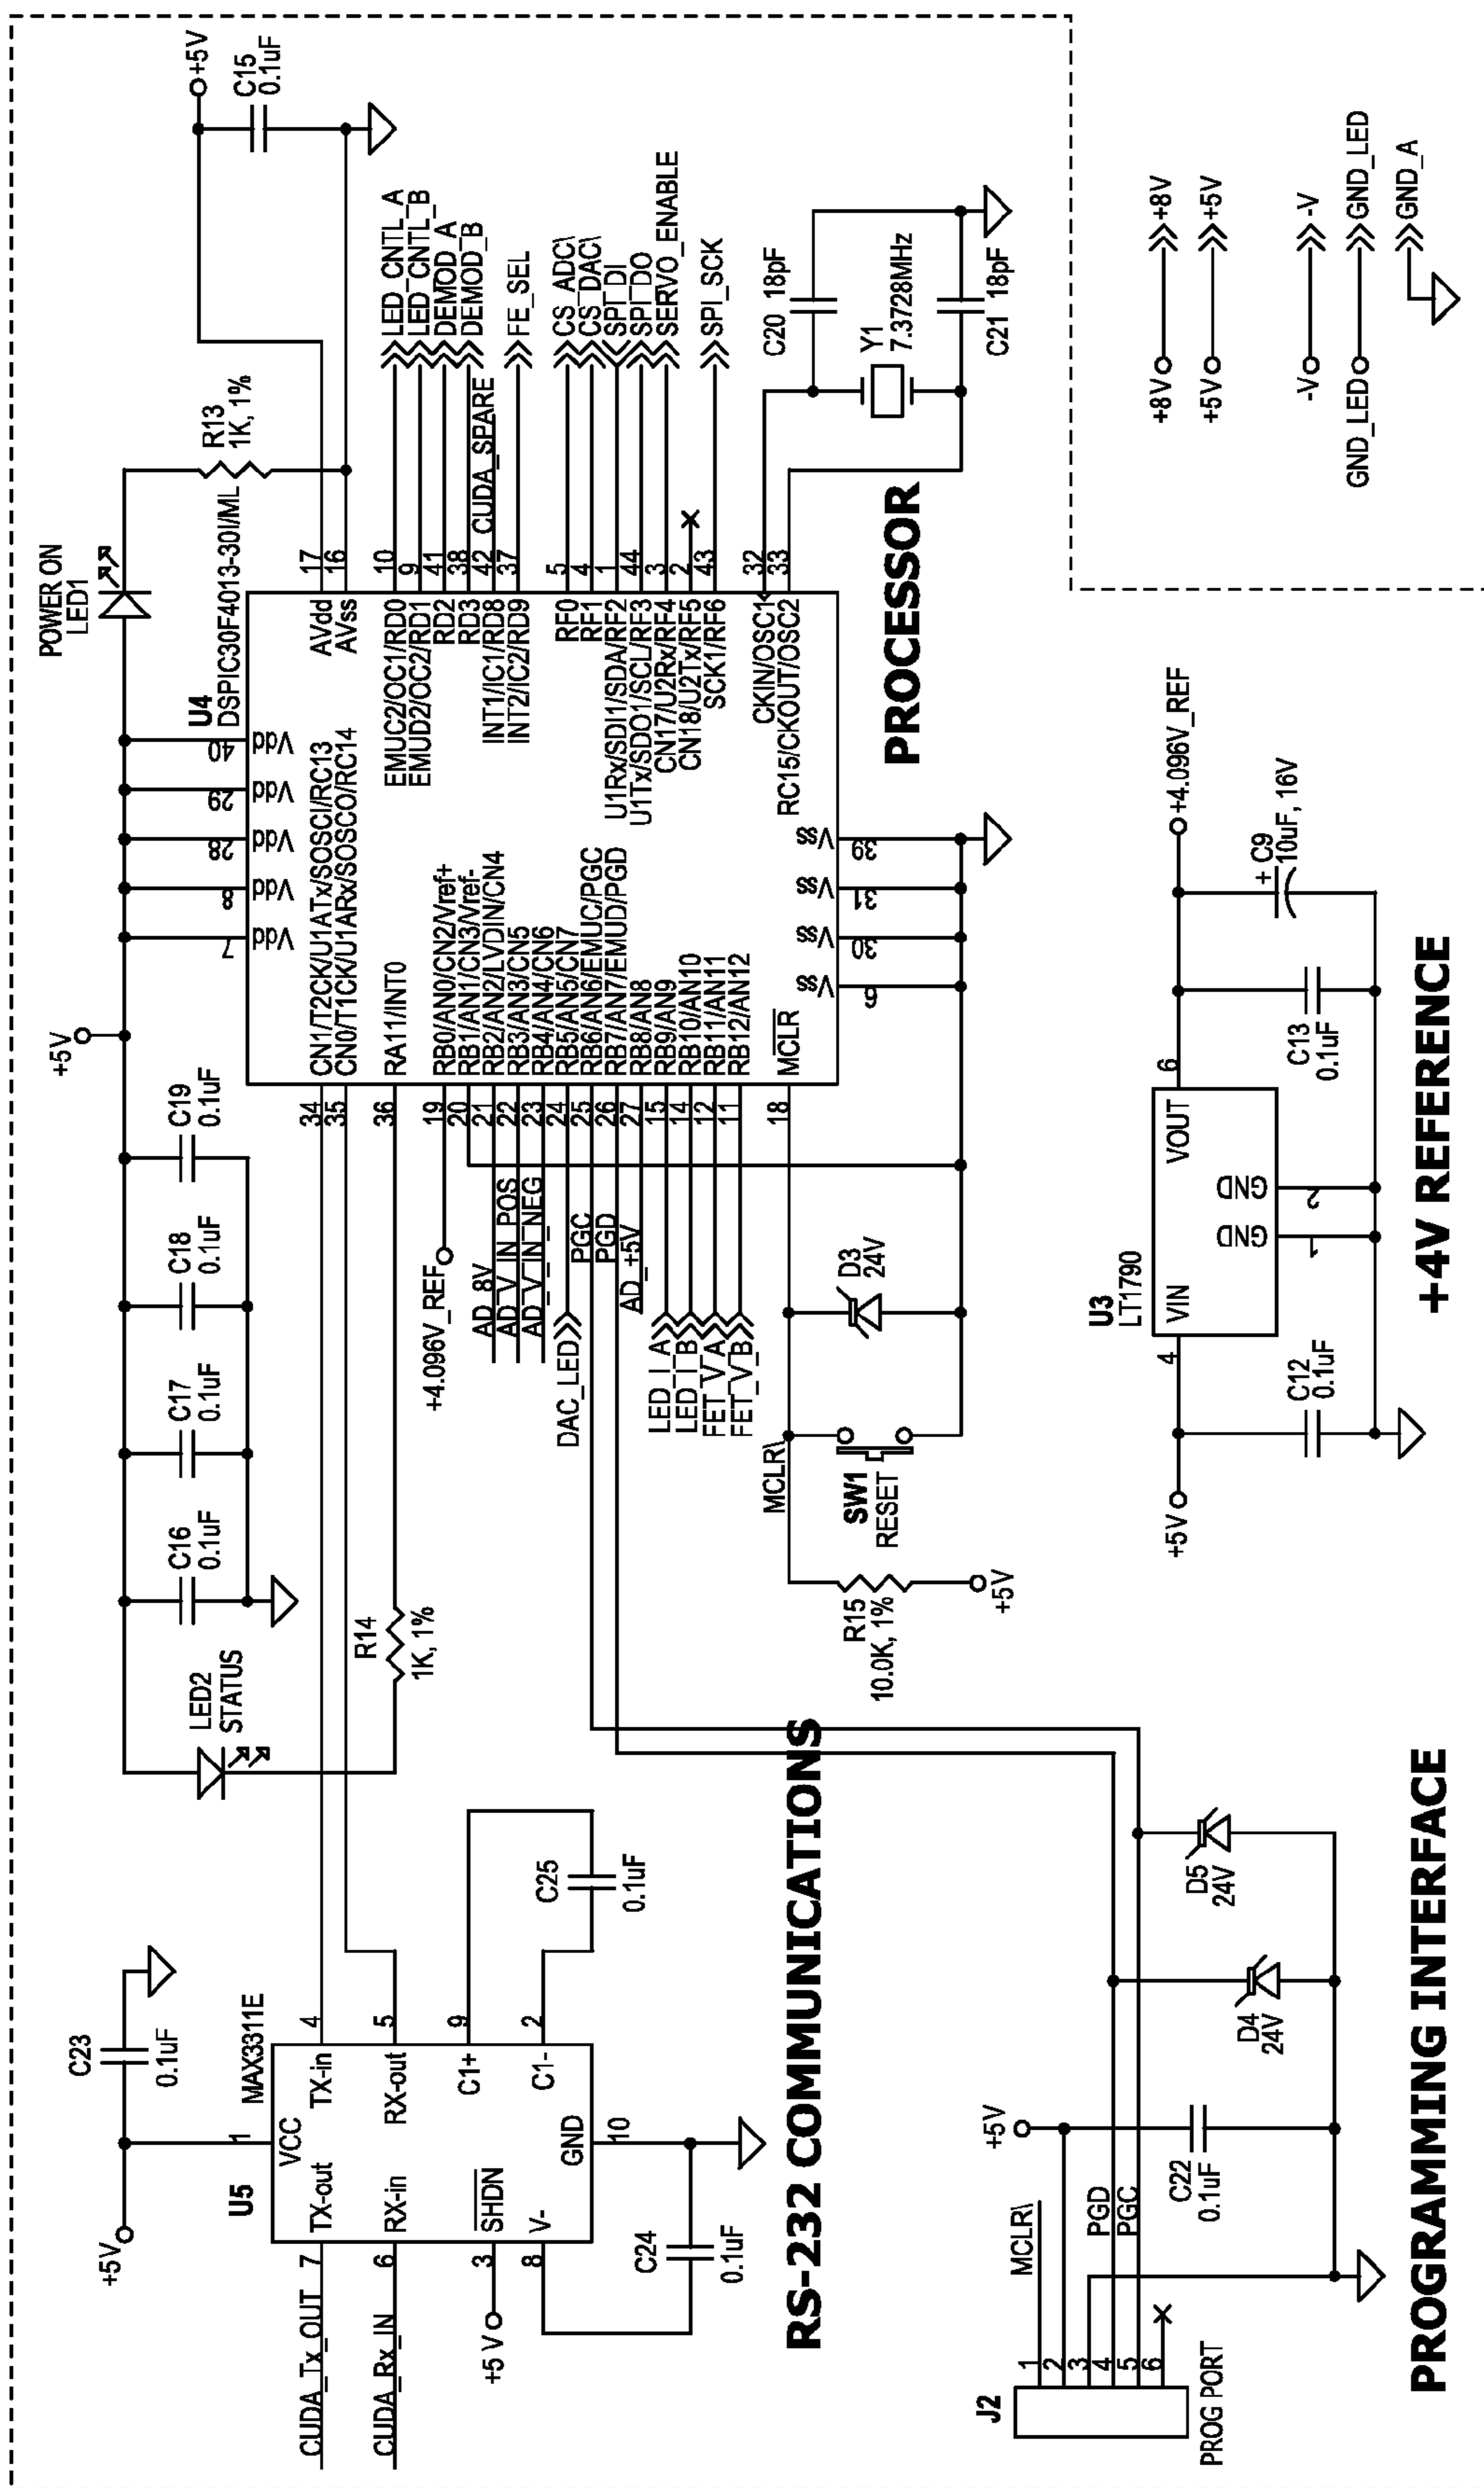 +5V
C23
0.1uF
U5
MAX3311E
VCC
1
TX-out
7
CUDA_Tx_OUT
TX-in
4
RX-in
6
CUDA_Rx_IN
RX-out
5
SHDN
3
+5 V
C1+
9
V-
8
C1-
2
GND
10
C24
0.1uF
C25
0.1uF
RS-232 COMMUNICATIONS
LED2
STATUS
R14
1K, 1%
C16
0.1uF
C17
0.1uF
C18
0.1uF
C19
0.1uF
+5V
POWER ON
LED1
R13
1K, 1%
+5V
C15
0.1uF
U4
DSPIC30F4013-30I/ML
7
8
28
29
40
Vdd
Vdd
Vdd
Vdd
Vdd
34
CN1/T2CK/U1ATx/SOSCI/RC13
35
CN0/T1CK/U1ARx/SOSCO/RC14
36
RA11/INT0
+4.096V_REF
19
RB0/AN0/CN2/Vref+
20
RB1/AN1/CN3/Vref-
AD_8V
21
RB2/AN2/LVDIN/CN4
AD_V_IN_POS
22
RB3/AN3/CN5
AD_V_IN_NEG
23
RB4/AN4/CN6
DAC_LED
24
RB5/AN5/CN7
PGC
25
RB6/AN6/EMUC/PGC
PGD
26
RB7/AN7/EMUD/PGD
AD_+5V
27
RB8/AN8
LED_I_A
15
RB9/AN9
LED_I_B
14
RB10/AN10
FET_V_A
12
RB11/AN11
FET_V_B
11
RB12/AN12
MCLR\
18
MCLR
AVdd
17
AVss
16
EMUC2/OC1/RD0
10
LED_CNTL_A
EMUD2/OC2/RD1
9
LED_CNTL_B
RD2
41
DEMOD_A
RD3
38
DEMOD_B
INT1/IC1/RD8
42
CUDA_SPARE
INT2/IC2/RD9
37
FE_SEL
RF0
5
CS_ADC\
RF1
4
CS_DAC\
U1Rx/SDI1/SDA/RF2
1
SPI_DI
U1Tx/SDO1/SCL/RF3
44
SPI_DO
CN17/U2Rx/RF4
3
SERVO_ENABLE
CN18/U2Tx/RF5
2
SCK1/RF6
43
SPI_SCK
CKIN/OSC1
32
RC15/CKOUT/OSC2
33
Vss
Vss
Vss
Vss
6
30
31
39
R15
10.0K, 1%
+5V
SW1
RESET
D3
24V
C20 18pF
Y1
7.3728MHz
C21 18pF
PROCESSOR
J2
PROG PORT
1
2
3
4
5
6
MCLR\
PGD
PGC
+5V
C22
0.1uF
D4
24V
D5
24V
PROGRAMMING INTERFACE
+5V
C12
0.1uF
U3
LT1790
4
VIN
VOUT
6
GND
GND
1
2
C13
0.1uF
+ C9
10uF, 16V
+4.096V_REF
+4V REFERENCE
+8V
+8V
+5V
+5V
-V
-V
GND_LED
GND_LED
GND_A